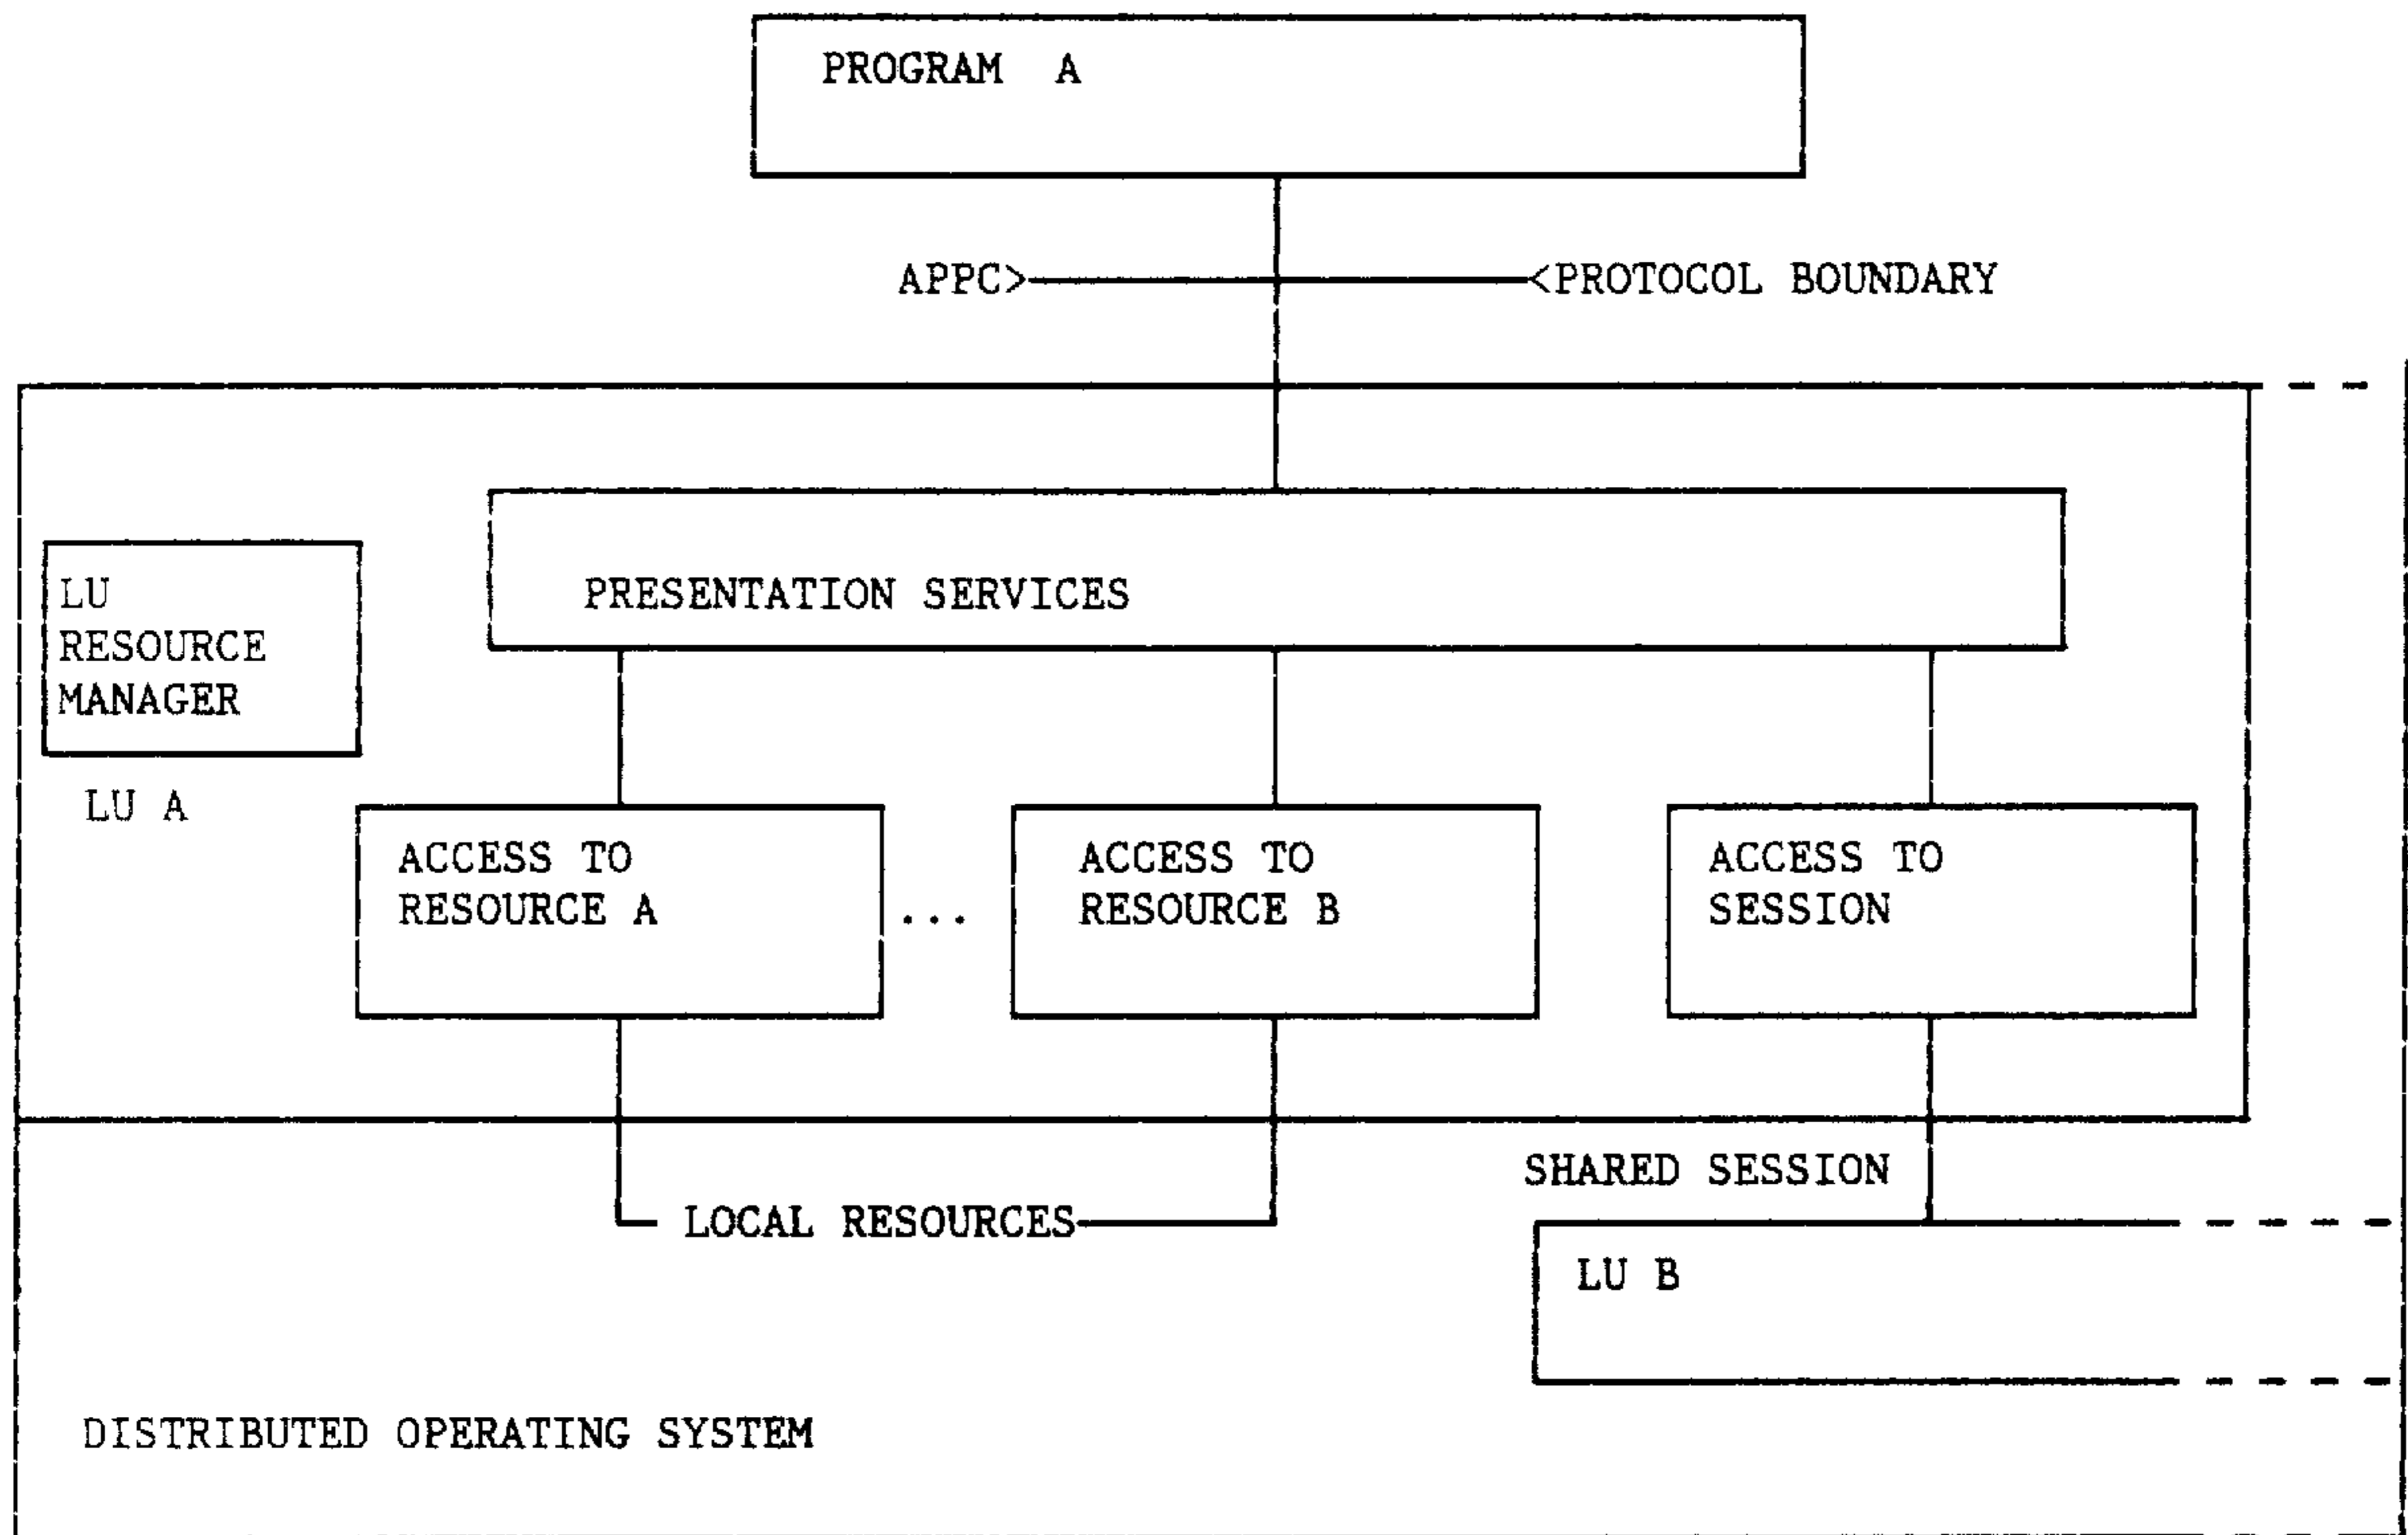 PROGRAM A
APPC> <PROTOCOL BOUNDARY
PRESENTATION SERVICES
LU
RESOURCE
MANAGER
LU A
ACCESS TO
RESOURCE A
...
ACCESS TO
RESOURCE B
ACCESS TO
SESSION
SHARED SESSION
LOCAL RESOURCES
LU B
DISTRIBUTED OPERATING SYSTEM